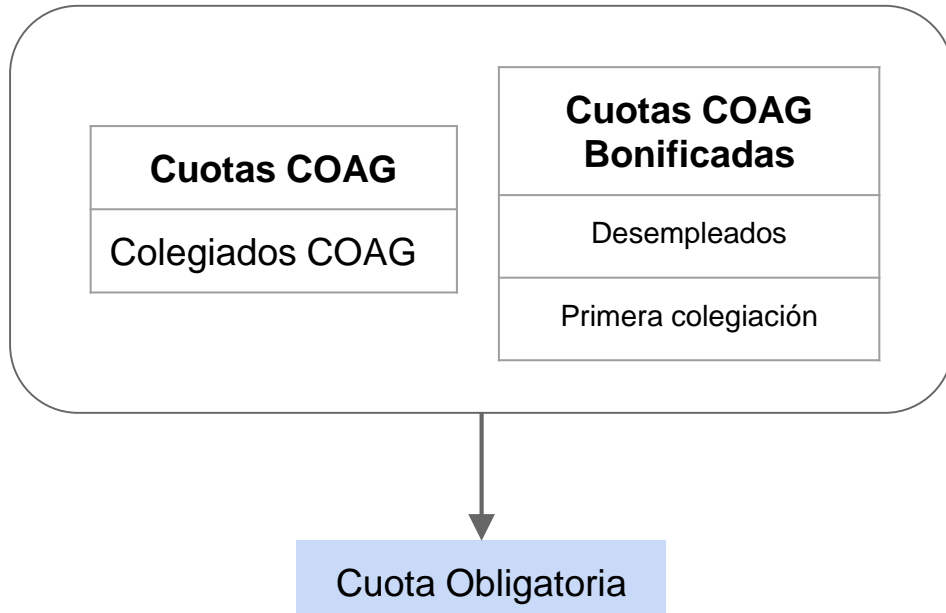 Cuotas COAG
Colegiados COAG
Cuotas COAG
Bonificadas
Desempleados
Primera colegiación
Cuota Obligatoria